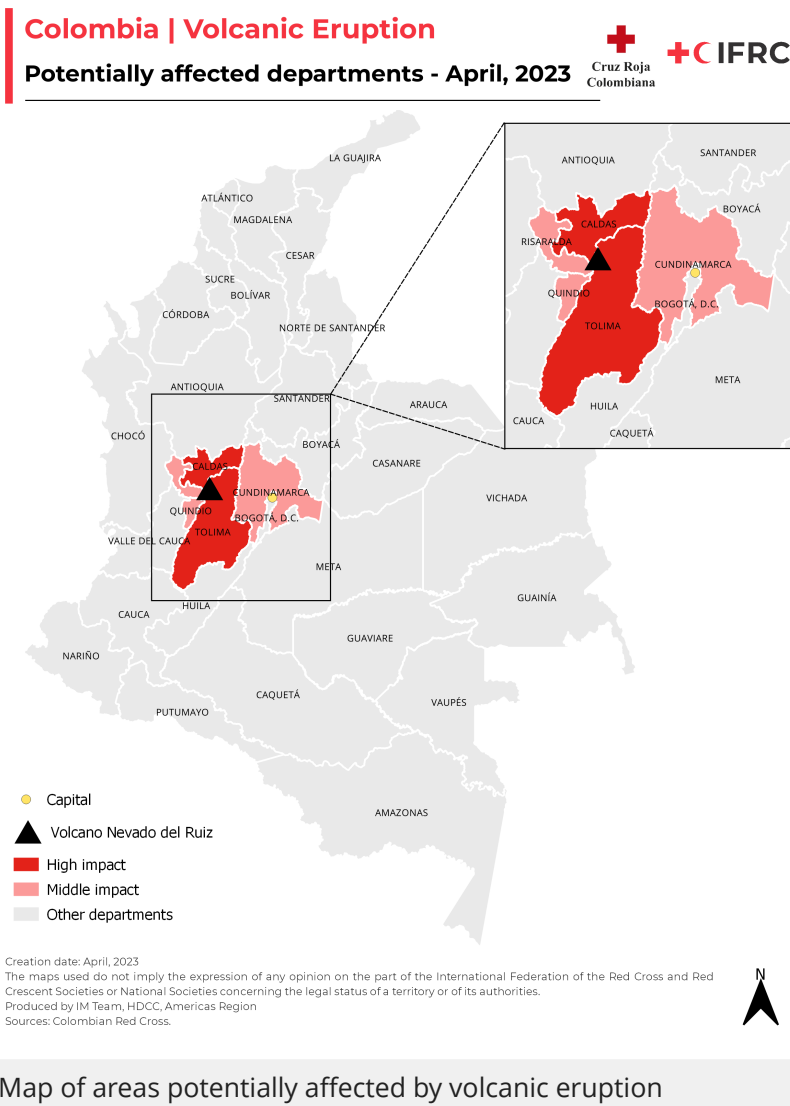 Colombia | Volcanic Eruption
Potentially affected departments - April, 2023
Cruz Roja
Colombiana
IFRC
LA GUAJIRA
ATLÁNTICO
MAGDALENA
CESAR
SUCRE
BOLÍVAR
CÓRDOBA
NORTE DE SANTANDER
ANTIOQUIA
SANTANDER
ARAUCA
CHOCÓ
BOYACÁ
CASANARE
CALDAS
CUNDINAMARCA
VICHADA
QUINDIO
BOGOTÁ, D.C.
TOLIMA
VALLE DEL CAUCA
META
HUILA
GUAINÍA
CAUCA
GUAVIARE
NARIÑO
CAQUETÁ
VAUPÉS
PUTUMAYO
AMAZONAS
ANTIOQUIA
SANTANDER
BOYACÁ
CALDAS
RISARALDA
CUNDINAMARCA
QUINDIO
BOGOTÁ, D.C.
TOLIMA
META
HUILA
CAUCA
CAQUETÁ
Capital
Volcano Nevado del Ruiz
High impact
Middle impact
Other departments
Creation date: April, 2023
The maps used do not imply the expression of any opinion on the part of the International Federation of the Red Cross and Red
Crescent Societies or National Societies concerning the legal status of a territory or of its authorities.
Produced by IM Team, HDCC, Americas Region
Sources: Colombian Red Cross.
N
Map of areas potentially affected by volcanic eruption